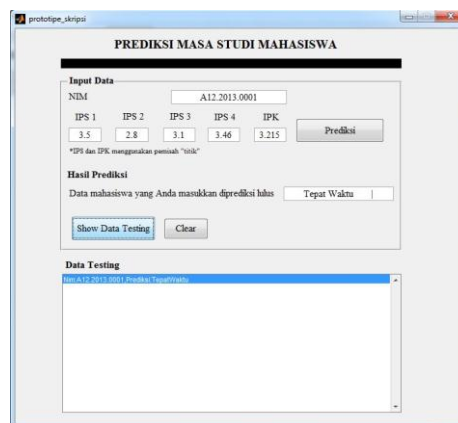 prototipe_skripsi
PREDIKSI MASA STUDI MAHASISWA
Input Data
NIM A12.2013.0001
IPS 1 IPS 2 IPS 3 IPS 4 IPK
3.5 2.8 3.1 3.46 3.215 Prediksi
*IPS dan IPK menggunakan pemisah "titik"
Hasil Prediksi
Data mahasiswa yang Anda masukkan diprediksi lulus Tepat Waktu
Show Data Testing Clear
Data Testing
Nim:A12.2013.0001,Prediksi:TepatWaktu